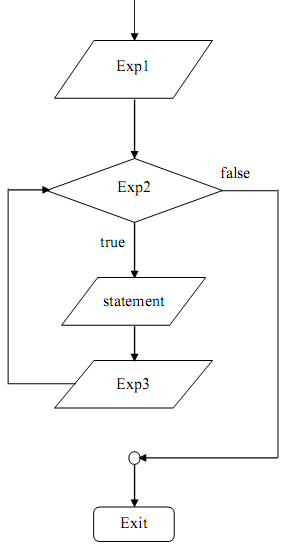 Exp1
Exp2
false
true
statement
Exp3
Exit